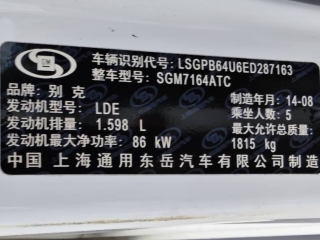 车辆识别代号: LSGPB64U6ED287163
整车型号: SGM7164ATC
品牌: 别克 制造年月: 14-08
发动机型号: LDE 乘坐人数: 5
发动机排量: 1.598 L 最大允许总质量:
发动机最大净功率: 86 kW 1815 kg
中国 上海通用东岳汽车有限公司制造